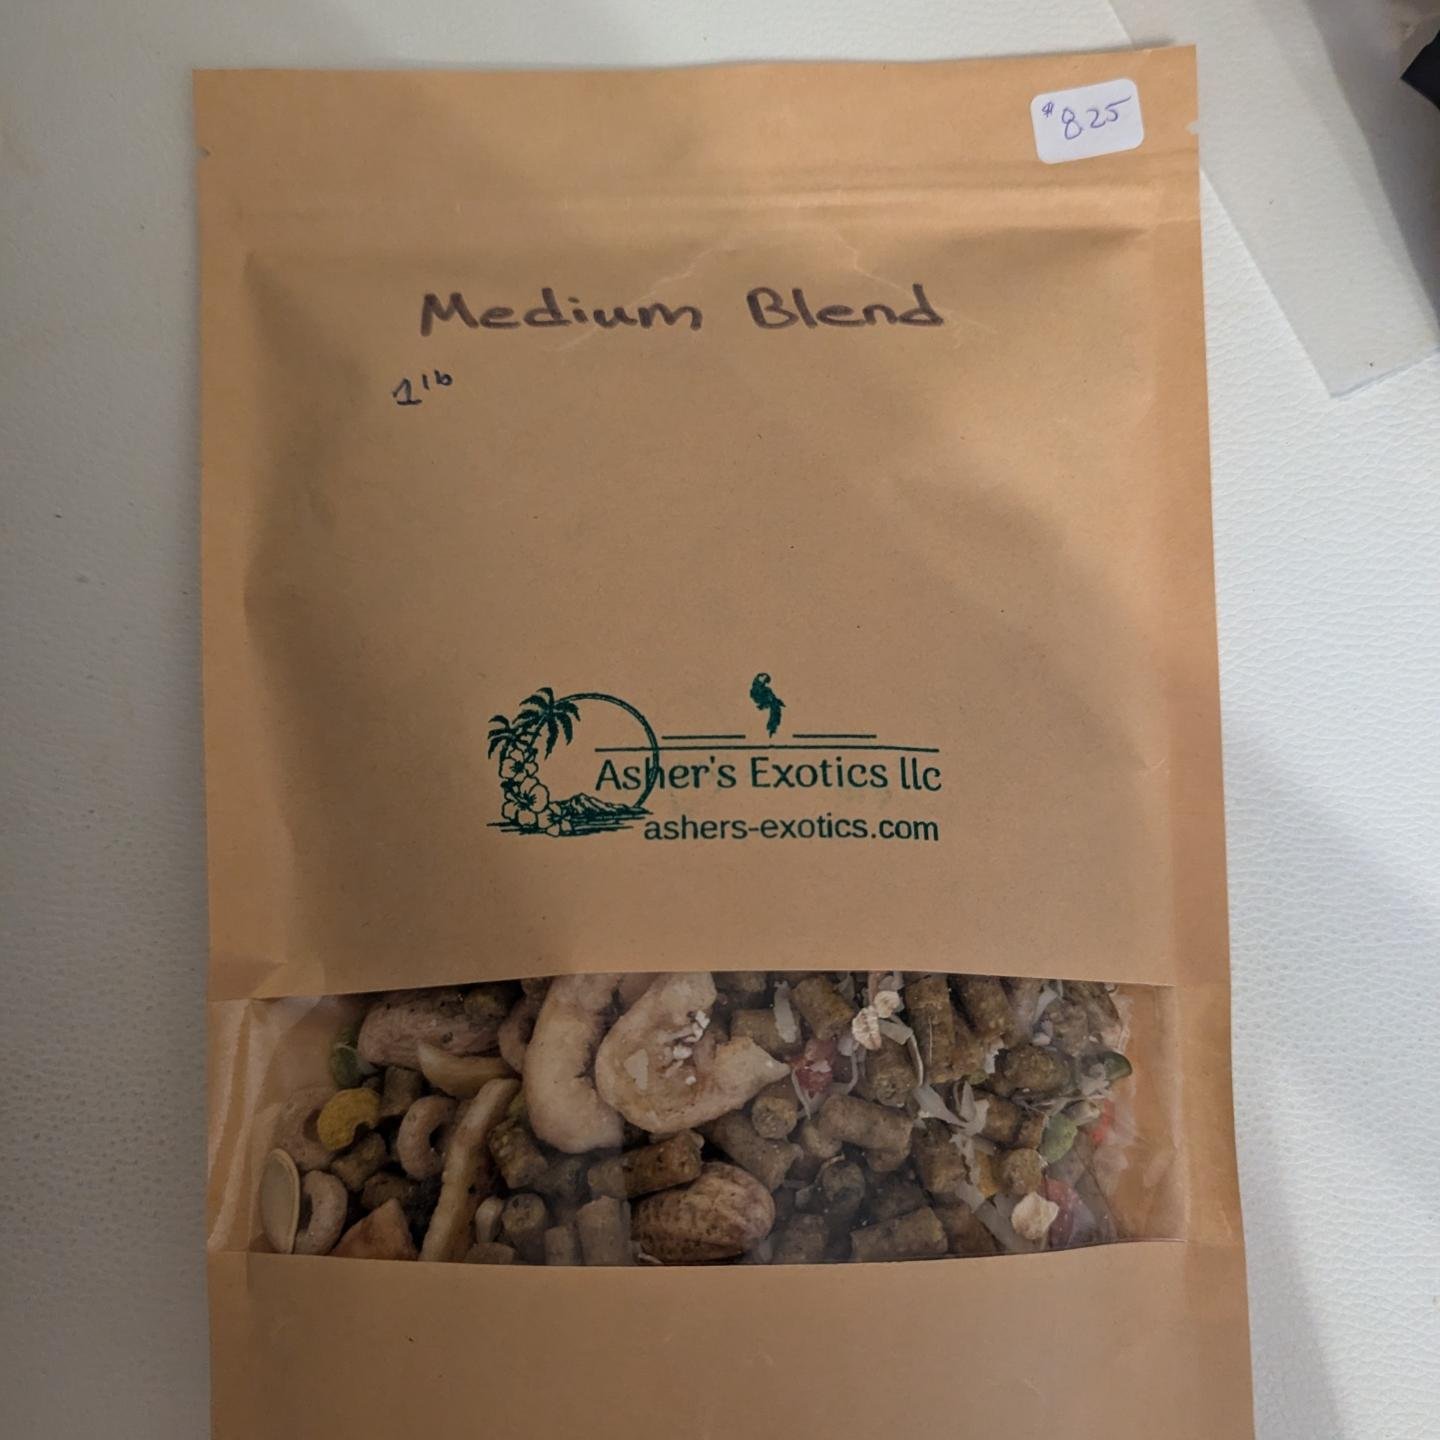 $8.25
Medium Blend
1lb
Asher's Exotics llc
ashers-exotics.com